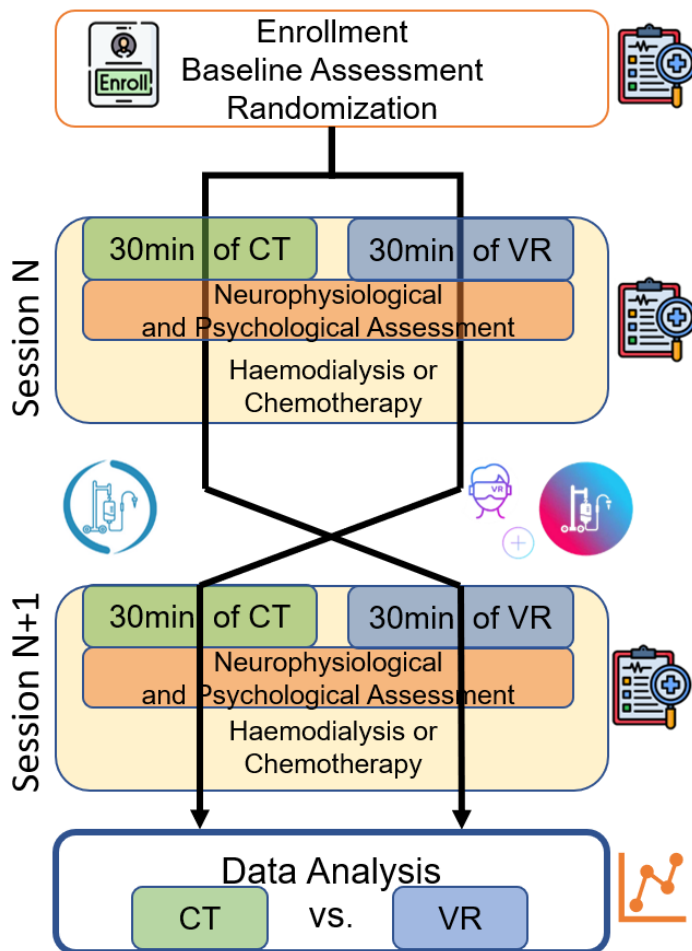 Enrollment
Baseline Assessment
Randomization
Enroll
Session N
30min of CT
30min of VR
Neurophysiological
and Psychological Assessment
Haemodialysis or
Chemotherapy
VR
Session N+1
30min of CT
30min of VR
Neurophysiological
and Psychological Assessment
Haemodialysis or
Chemotherapy
Data Analysis
CT vs. VR